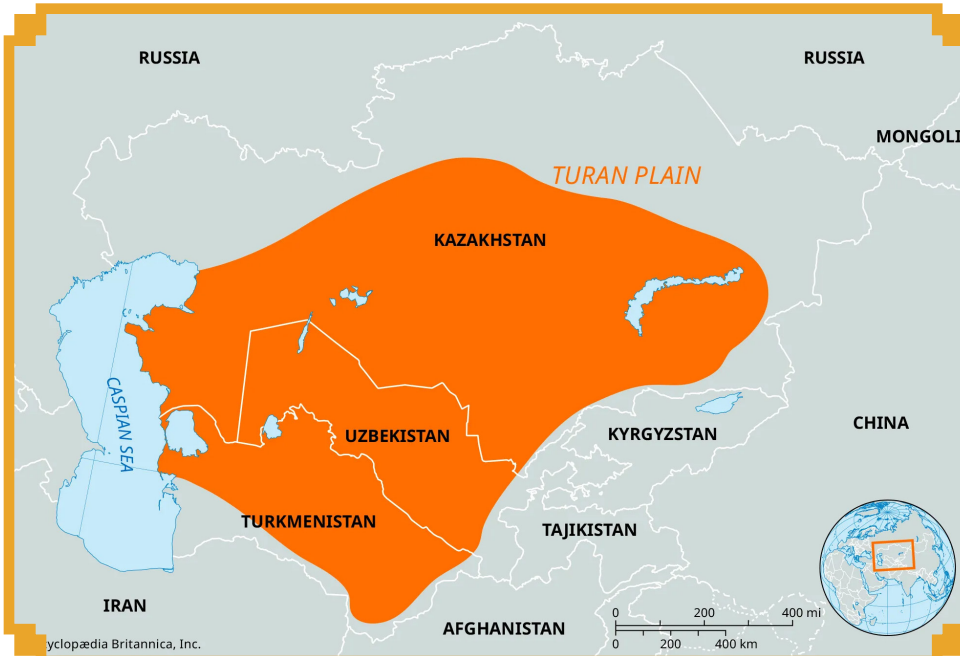 RUSSIA
RUSSIA
MONGOLI
TURAN PLAIN
KAZAKHSTAN
CASPIAN SEA
UZBEKISTAN
KYRGYZSTAN
CHINA
TURKMENISTAN
TAJIKISTAN
IRAN
AFGHANISTAN
0 200 400 mi
0 200 400 km
yclopædia Britannica, Inc.